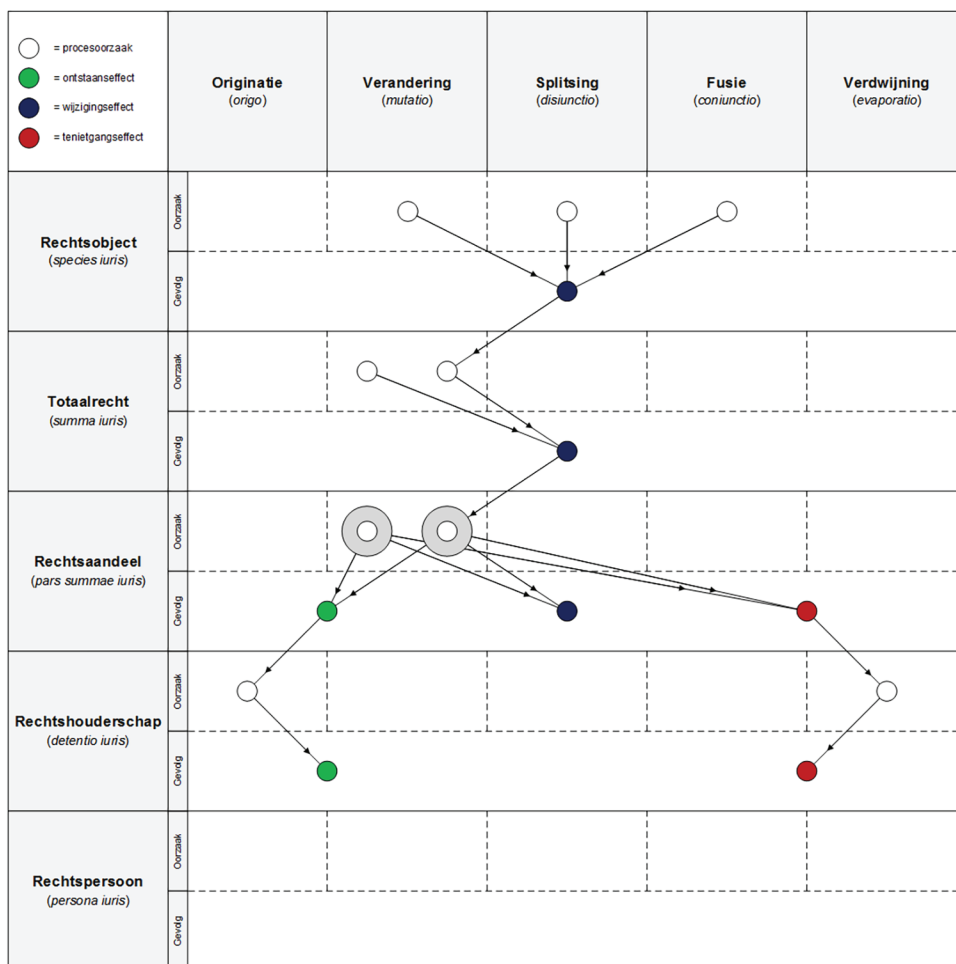 = procesoorzaak
= ontstaanseffect
= wijzigingseffect
= tenietgangseffect
Originatie
(origo)
Verandering
(mutatio)
Splitsing
(disiunctio)
Fusie
(coniunctio)
Verdwijning
(evaporatio)
Rechtsobject
(species iuris)
Oorzaak
Gevolg
Totaalrecht
(summa iuris)
Oorzaak
Gevolg
Rechtsaandeel
(pars summae iuris)
Oorzaak
Gevolg
Rechtshouderschap
(detentio iuris)
Oorzaak
Gevolg
Rechtspersoon
(persona iuris)
Oorzaak
Gevolg